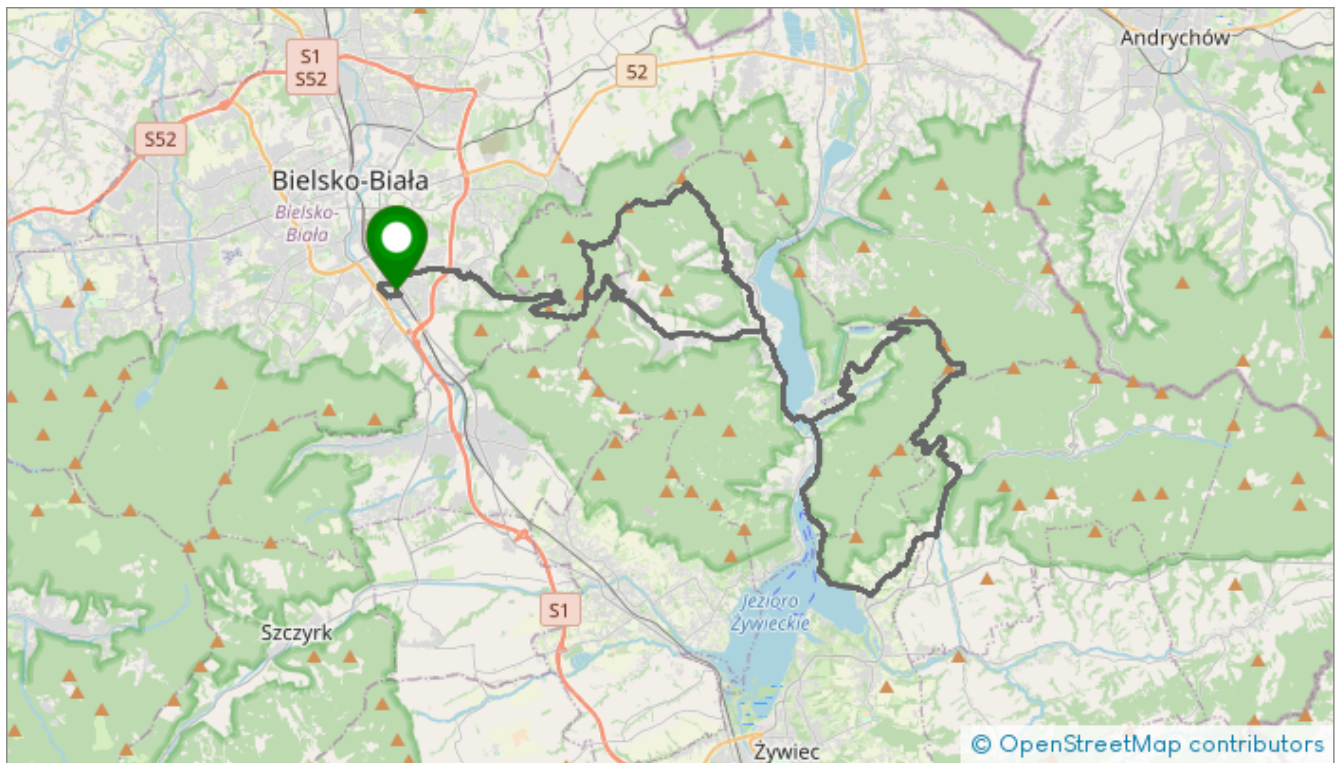 Andrychów
S1
S52
52
S52
Bielsko-Biała
Bielsko-
Biała
S1
Jezioro
Żywieckie
Szczyrk
Żywiec
© OpenStreetMap contributors